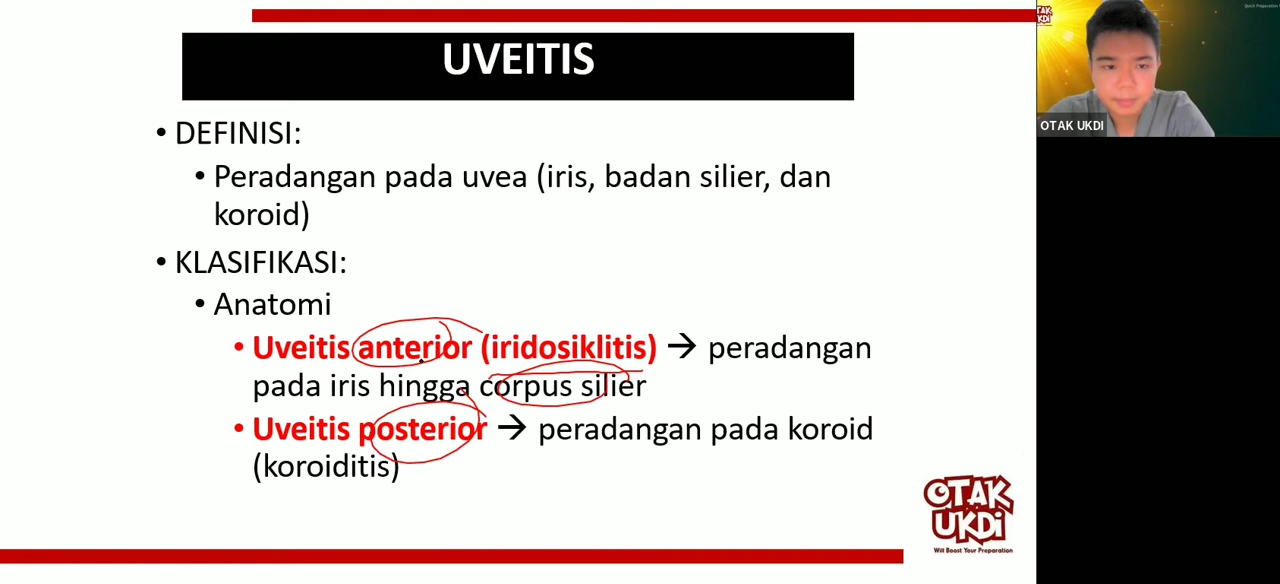 UVEITIS
• DEFINISI:
• Peradangan pada uvea (iris, badan silier, dan
koroid)
• KLASIFIKASI:
• Anatomi
• Uveitis anterior (iridosiklitis) → peradangan
pada iris hingga corpus silier
• Uveitis posterior → peradangan pada koroid
(koroiditis)
OTAK
UKDI
Will Boost Your Preparation
OTAK UKDI